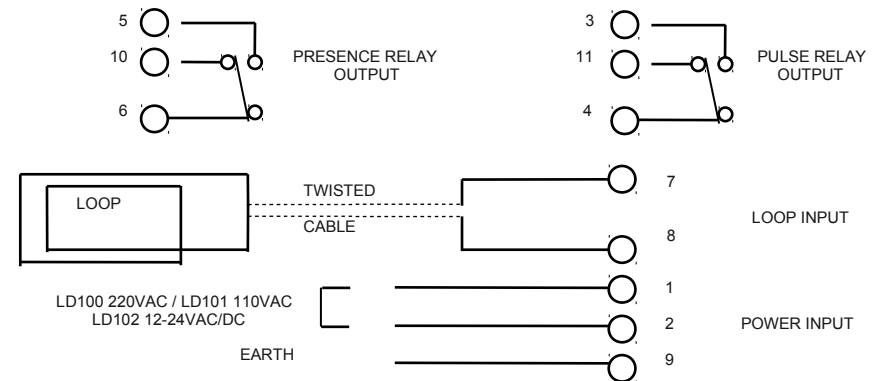 5
10
6
PRESENCE RELAY
OUTPUT
3
11
4
PULSE RELAY
OUTPUT
LOOP
TWISTED
CABLE
7
8
LOOP INPUT
LD100 220VAC / LD101 110VAC
LD102 12-24VAC/DC
EARTH
1
2
9
POWER INPUT